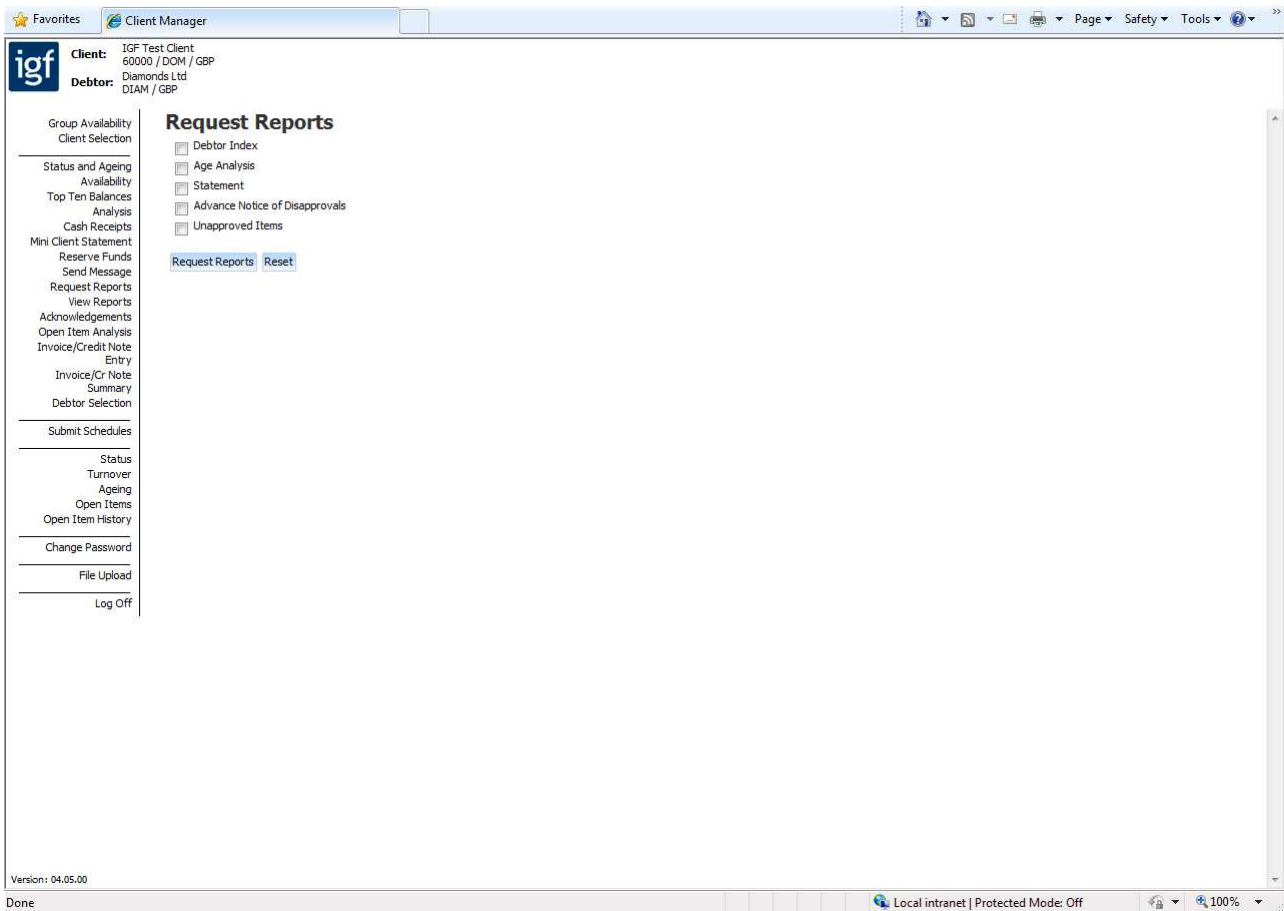 Favorites
Client Manager
Page
Safety
Tools
igf
Client: IGF Test Client
60000 / DOM / GBP
Debtor: Diamonds Ltd
DIAM / GBP
Group Availability
Client Selection
Status and Ageing
Availability
Top Ten Balances
Analysis
Cash Receipts
Mini Client Statement
Reserve Funds
Send Message
Request Reports
View Reports
Acknowledgements
Open Item Analysis
Invoice/Credit Note
Entry
Invoice/Cr Note
Summary
Debtor Selection
Submit Schedules
Status
Turnover
Ageing
Open Items
Open Item History
Change Password
File Upload
Log Off
Request Reports
Debtor Index
Age Analysis
Statement
Advance Notice of Disapprovals
Unapproved Items
Request Reports Reset
Version: 04.05.00
Done
Local intranet | Protected Mode: Off
100%